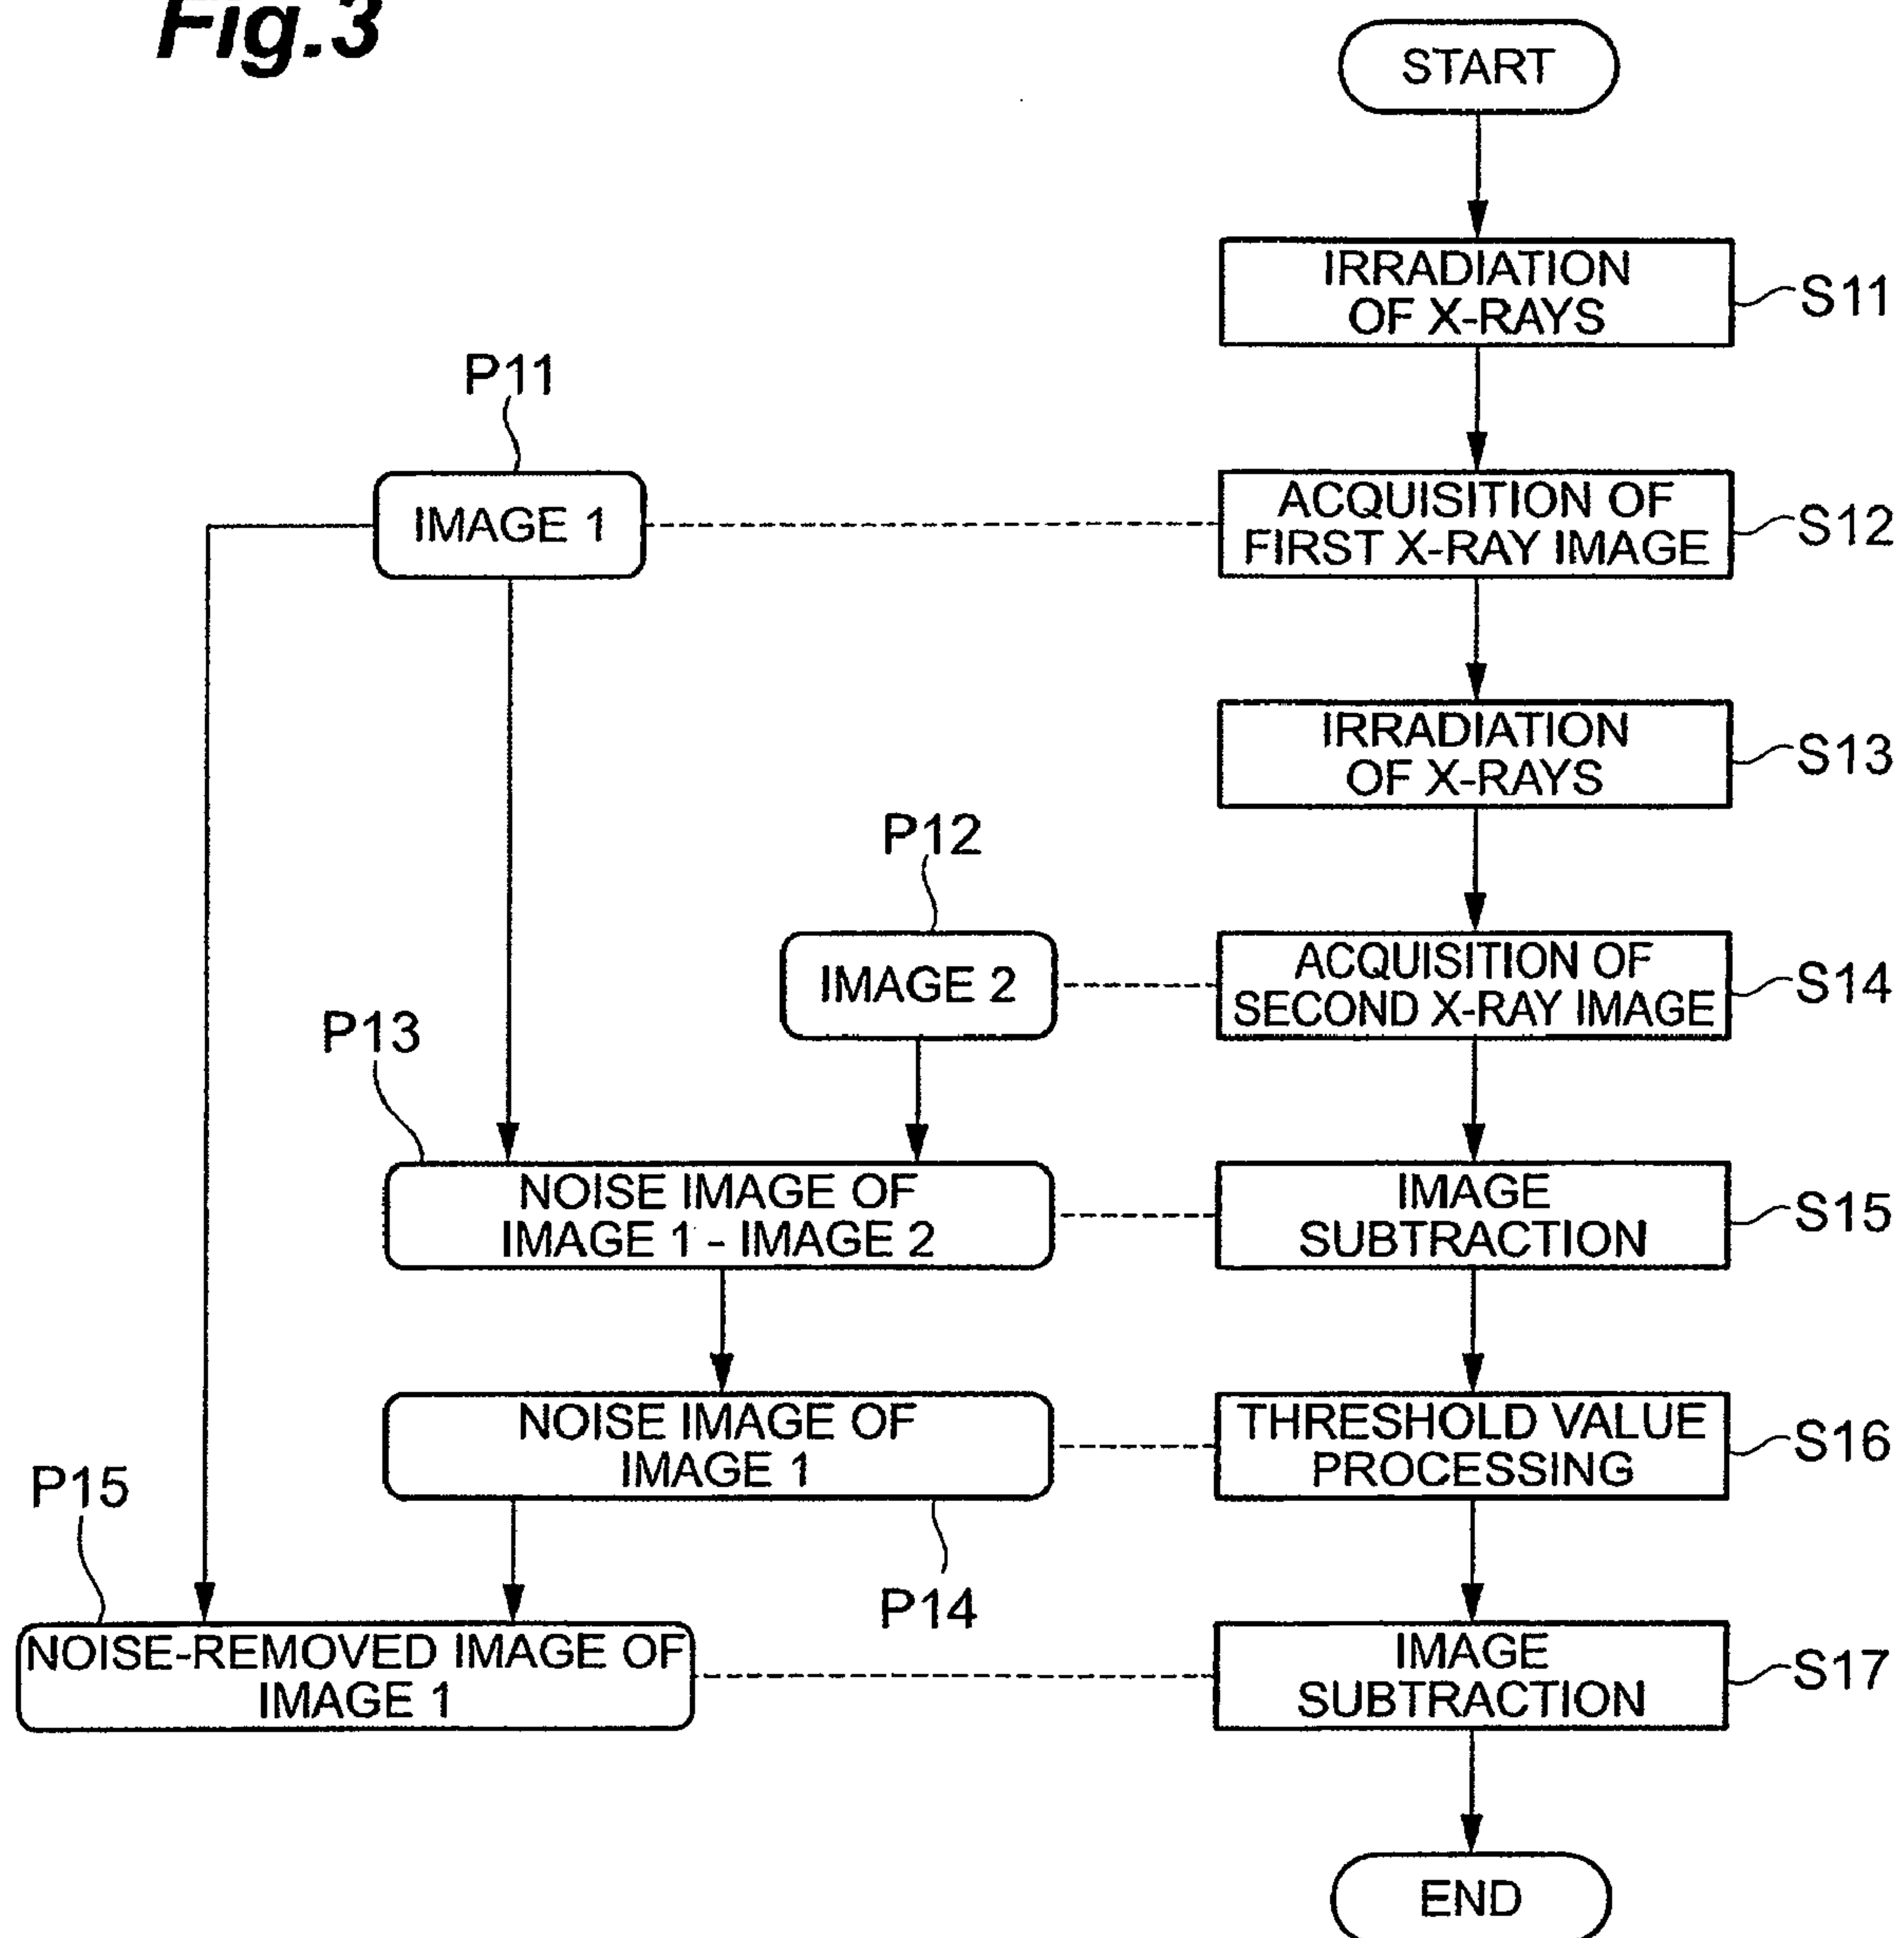 Fig.3
START
IRRADIATION
OF X-RAYS
S11
P11
IMAGE 1
ACQUISITION OF
FIRST X-RAY IMAGE
S12
IRRADIATION
OF X-RAYS
S13
P12
IMAGE 2
ACQUISITION OF
SECOND X-RAY IMAGE
S14
P13
NOISE IMAGE OF
IMAGE 1 - IMAGE 2
IMAGE
SUBTRACTION
S15
NOISE IMAGE OF
IMAGE 1
THRESHOLD VALUE
PROCESSING
S16
P15
P14
NOISE-REMOVED IMAGE OF
IMAGE 1
IMAGE
SUBTRACTION
S17
END